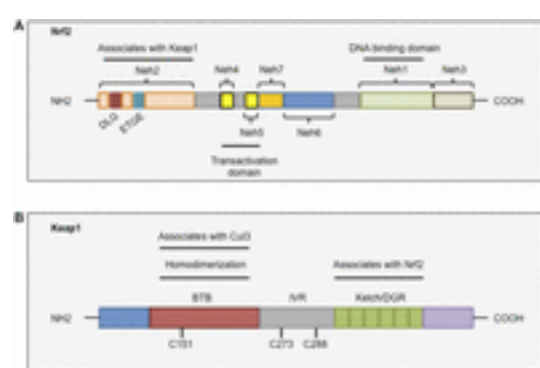 A
Nrf2
Associates with Keap1
DNA binding domain
Neh2
Neh4
Neh7
Neh1
Neh3
NH2
COOH
DLG
ETGE
Neh5
Neh6
Transactivation
domain
B
Keap1
Associates with Cul3
Homodimerization
Associates with Nrf2
BTB
IVR
Kelch/DGR
NH2
COOH
C151
C273
C288